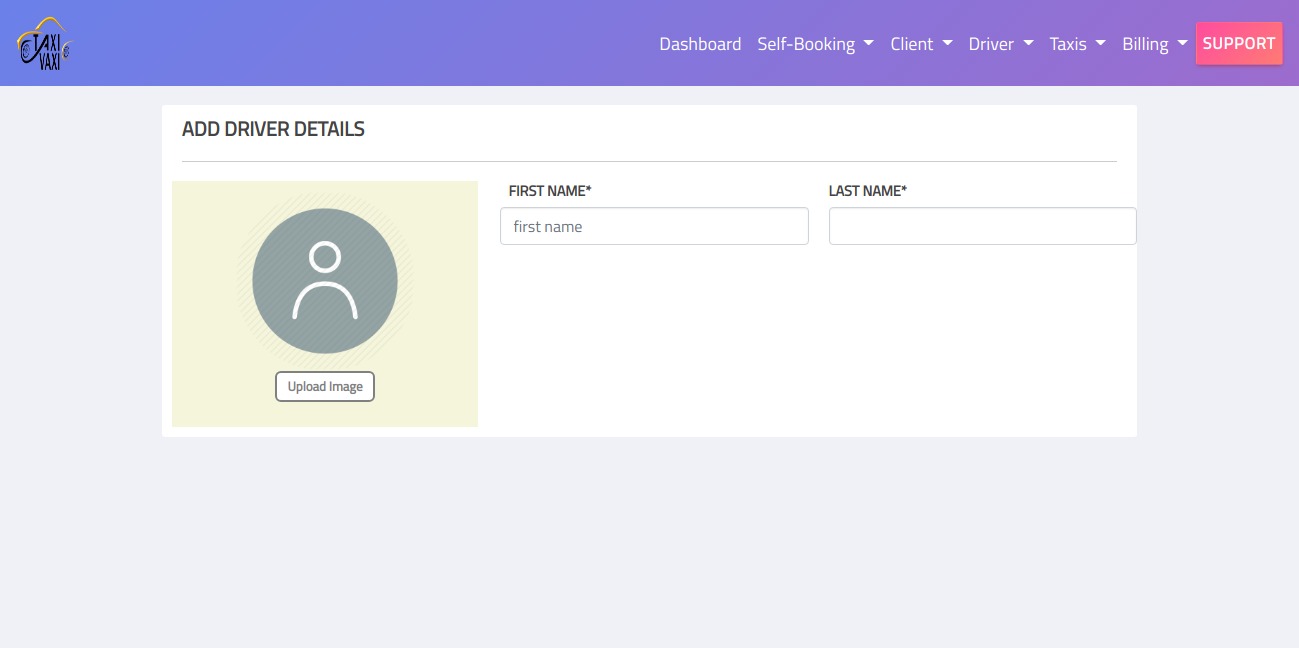 TAXI
VAXI
Dashboard Self-Booking Client Driver Taxis Billing SUPPORT
ADD DRIVER DETAILS
FIRST NAME* LAST NAME*
first name
Upload Image